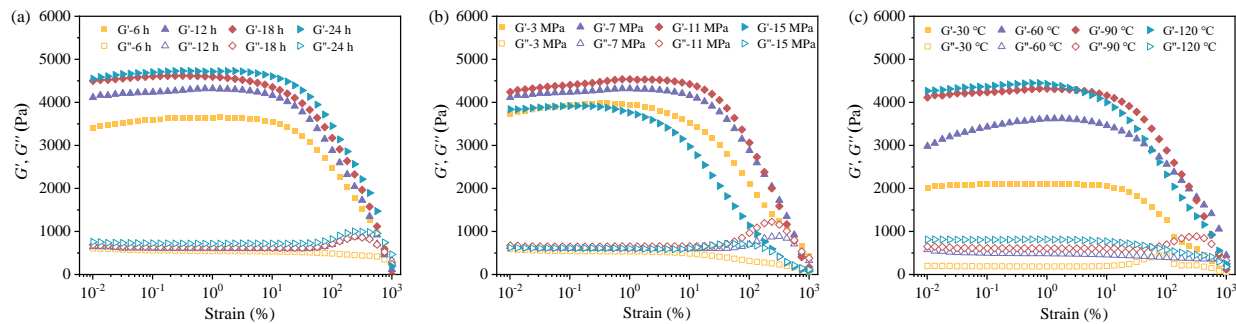 (a)
G'-6 h G'-12 h G'-18 h G'-24 h
G''-6 h G''-12 h G''-18 h G''-24 h
6000
5000
4000
3000
2000
1000
0
G', G'' (Pa)
10⁻² 10⁻¹ 10⁰ 10¹ 10² 10³
Strain (%)
(b)
G'-3 MPa G'-7 MPa G'-11 MPa G'-15 MPa
G''-3 MPa G''-7 MPa G''-11 MPa G''-15 MPa
6000
5000
4000
3000
2000
1000
0
G', G'' (Pa)
10⁻² 10⁻¹ 10⁰ 10¹ 10² 10³
Strain (%)
(c)
G'-30 °C G'-60 °C G'-90 °C G'-120 °C
G''-30 °C G''-60 °C G''-90 °C G''-120 °C
6000
5000
4000
3000
2000
1000
0
G', G'' (Pa)
10⁻² 10⁻¹ 10⁰ 10¹ 10² 10³
Strain (%)